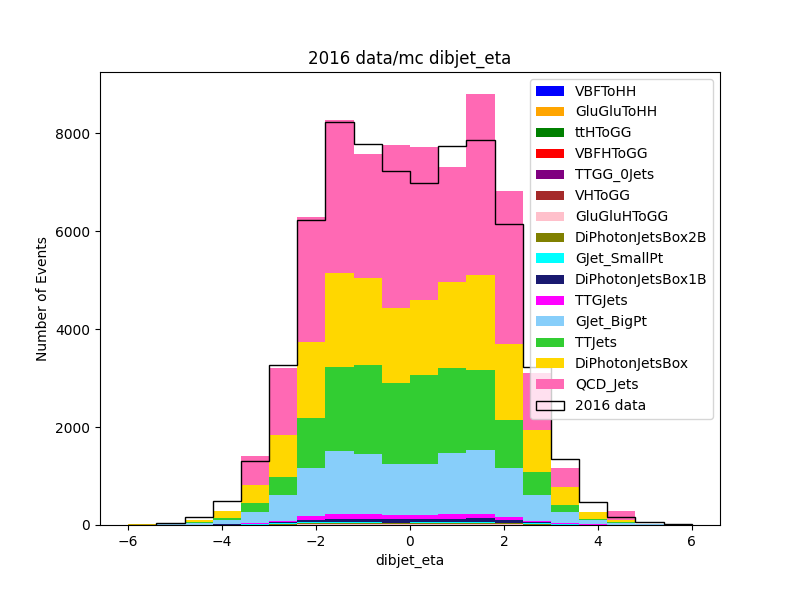 2016 data/mc dibjet_eta
Number of Events
8000
6000
4000
2000
0
−6
−4
−2
0
2
4
6
dibjet_eta
VBFToHH
GluGluToHH
ttHToGG
VBFHToGG
TTGG_0Jets
VHToGG
GluGluHToGG
DiPhotonJetsBox2B
GJet_SmallPt
DiPhotonJetsBox1B
TTGJets
GJet_BigPt
TTJets
DiPhotonJetsBox
QCD_Jets
2016 data